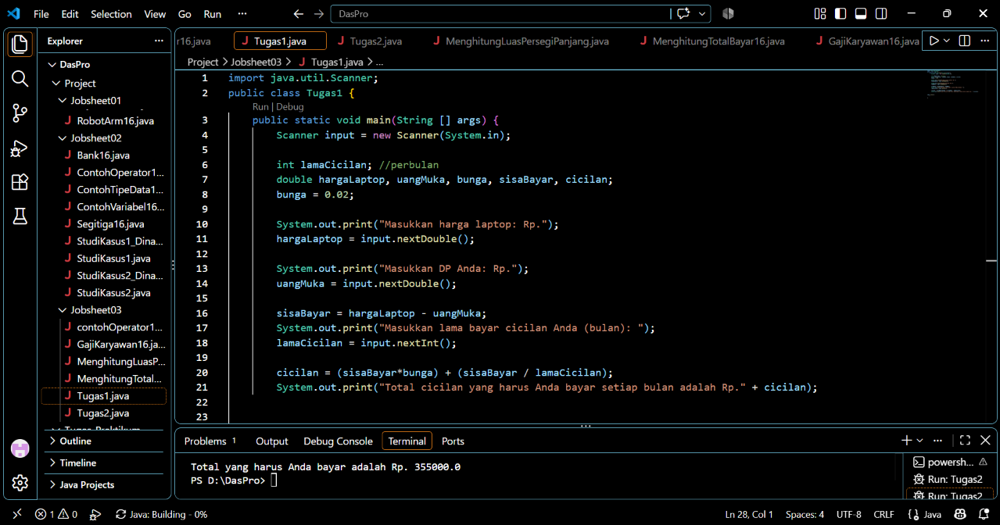 File Edit Selection View Go Run ··· DasPro
Explorer ···
DasPro
Project
Jobsheet01
RobotArm16.java
Jobsheet02
Bank16.java
ContohOperator1...
ContohTipeData1...
ContohVariabel16...
Segitiga16.java
StudiKasus1_Dina...
StudiKasus1.java
StudiKasus2_Dina...
StudiKasus2.java
Jobsheet03
contohOperator1...
GajiKaryawan16.ja...
MenghitungLuasP...
MenghitungTotal...
Tugas1.java
Tugas2.java
Outline
Timeline
Java Projects
r16.java Tugas1.java Tugas2.java MenghitungLuasPersegiPanjang.java MenghitungTotalBayar16.java GajiKaryawan16.java
Project > Jobsheet03 > Tugas1.java > ...
1 import java.util.Scanner;
2 public class Tugas1 {
Run | Debug
3 public static void main(String [] args) {
4 Scanner input = new Scanner(System.in);
5
6 int lamaCicilan; //perbulan
7 double hargaLaptop, uangMuka, bunga, sisaBayar, cicilan;
8 bunga = 0.02;
9
10 System.out.print("Masukkan harga laptop: Rp.");
11 hargaLaptop = input.nextDouble();
12
13 System.out.print("Masukkan DP Anda: Rp.");
14 uangMuka = input.nextDouble();
15
16 sisaBayar = hargaLaptop - uangMuka;
17 System.out.print("Masukkan lama bayar cicilan Anda (bulan): ");
18 lamaCicilan = input.nextInt();
19
20 cicilan = (sisaBayar*bunga) + (sisaBayar / lamaCicilan);
21 System.out.print("Total cicilan yang harus Anda bayar setiap bulan adalah Rp." + cicilan);
22
23
Problems 1 Output Debug Console Terminal Ports
Total yang harus Anda bayar adalah Rp. 355000.0
PS D:\DasPro>
powersh...
Run: Tugas2
Run: Tugas2
1 0 Java: Building - 0% Ln 28, Col 1 Spaces: 4 UTF-8 CRLF {} Java